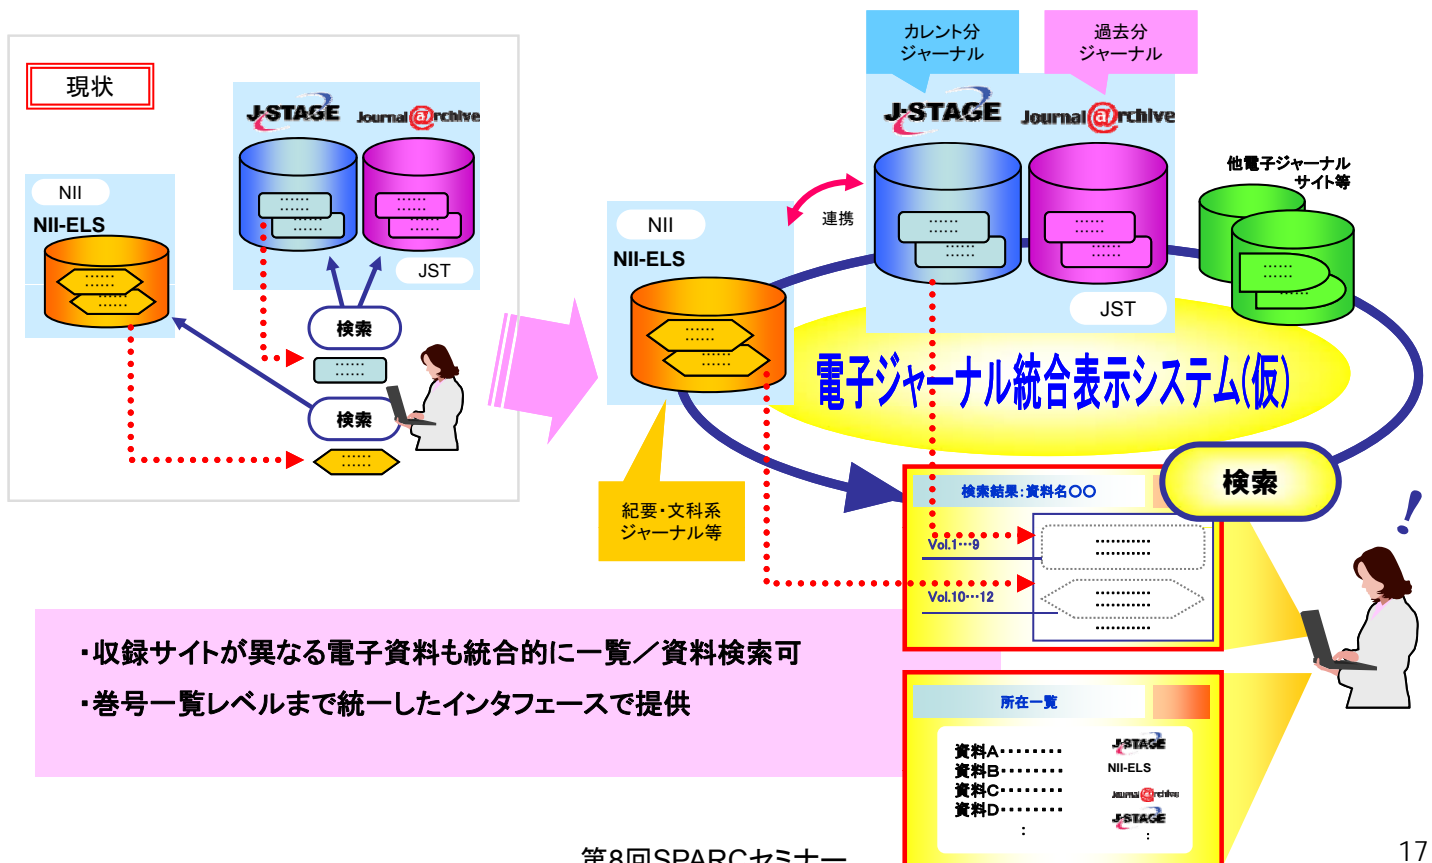 現状
J-STAGE
Journal@rchive
NII
NII-ELS
······
······
······
······
······
······
JST
検索
······
検索
······
カレント分
ジャーナル
過去分
ジャーナル
J-STAGE
Journal@rchive
他電子ジャーナル
サイト等
連携
NII
NII-ELS
······
······
······
······
······
······
······
······
JST
電子ジャーナル統合表示システム(仮)
紀要・文科系
ジャーナル等
検索
検索結果:資料名〇〇
Vol.1…9
···········
···········
Vol.10…12
···········
···········
···········
!
・収録サイトが異なる電子資料も統合的に一覧／資料検索可
・巻号一覧レベルまで統一したインタフェースで提供
所在一覧
資料A········ J-STAGE
資料B········ NII-ELS
資料C········ Journal@rchive
資料D········ J-STAGE
: :
第8回SPARCセミナー
17